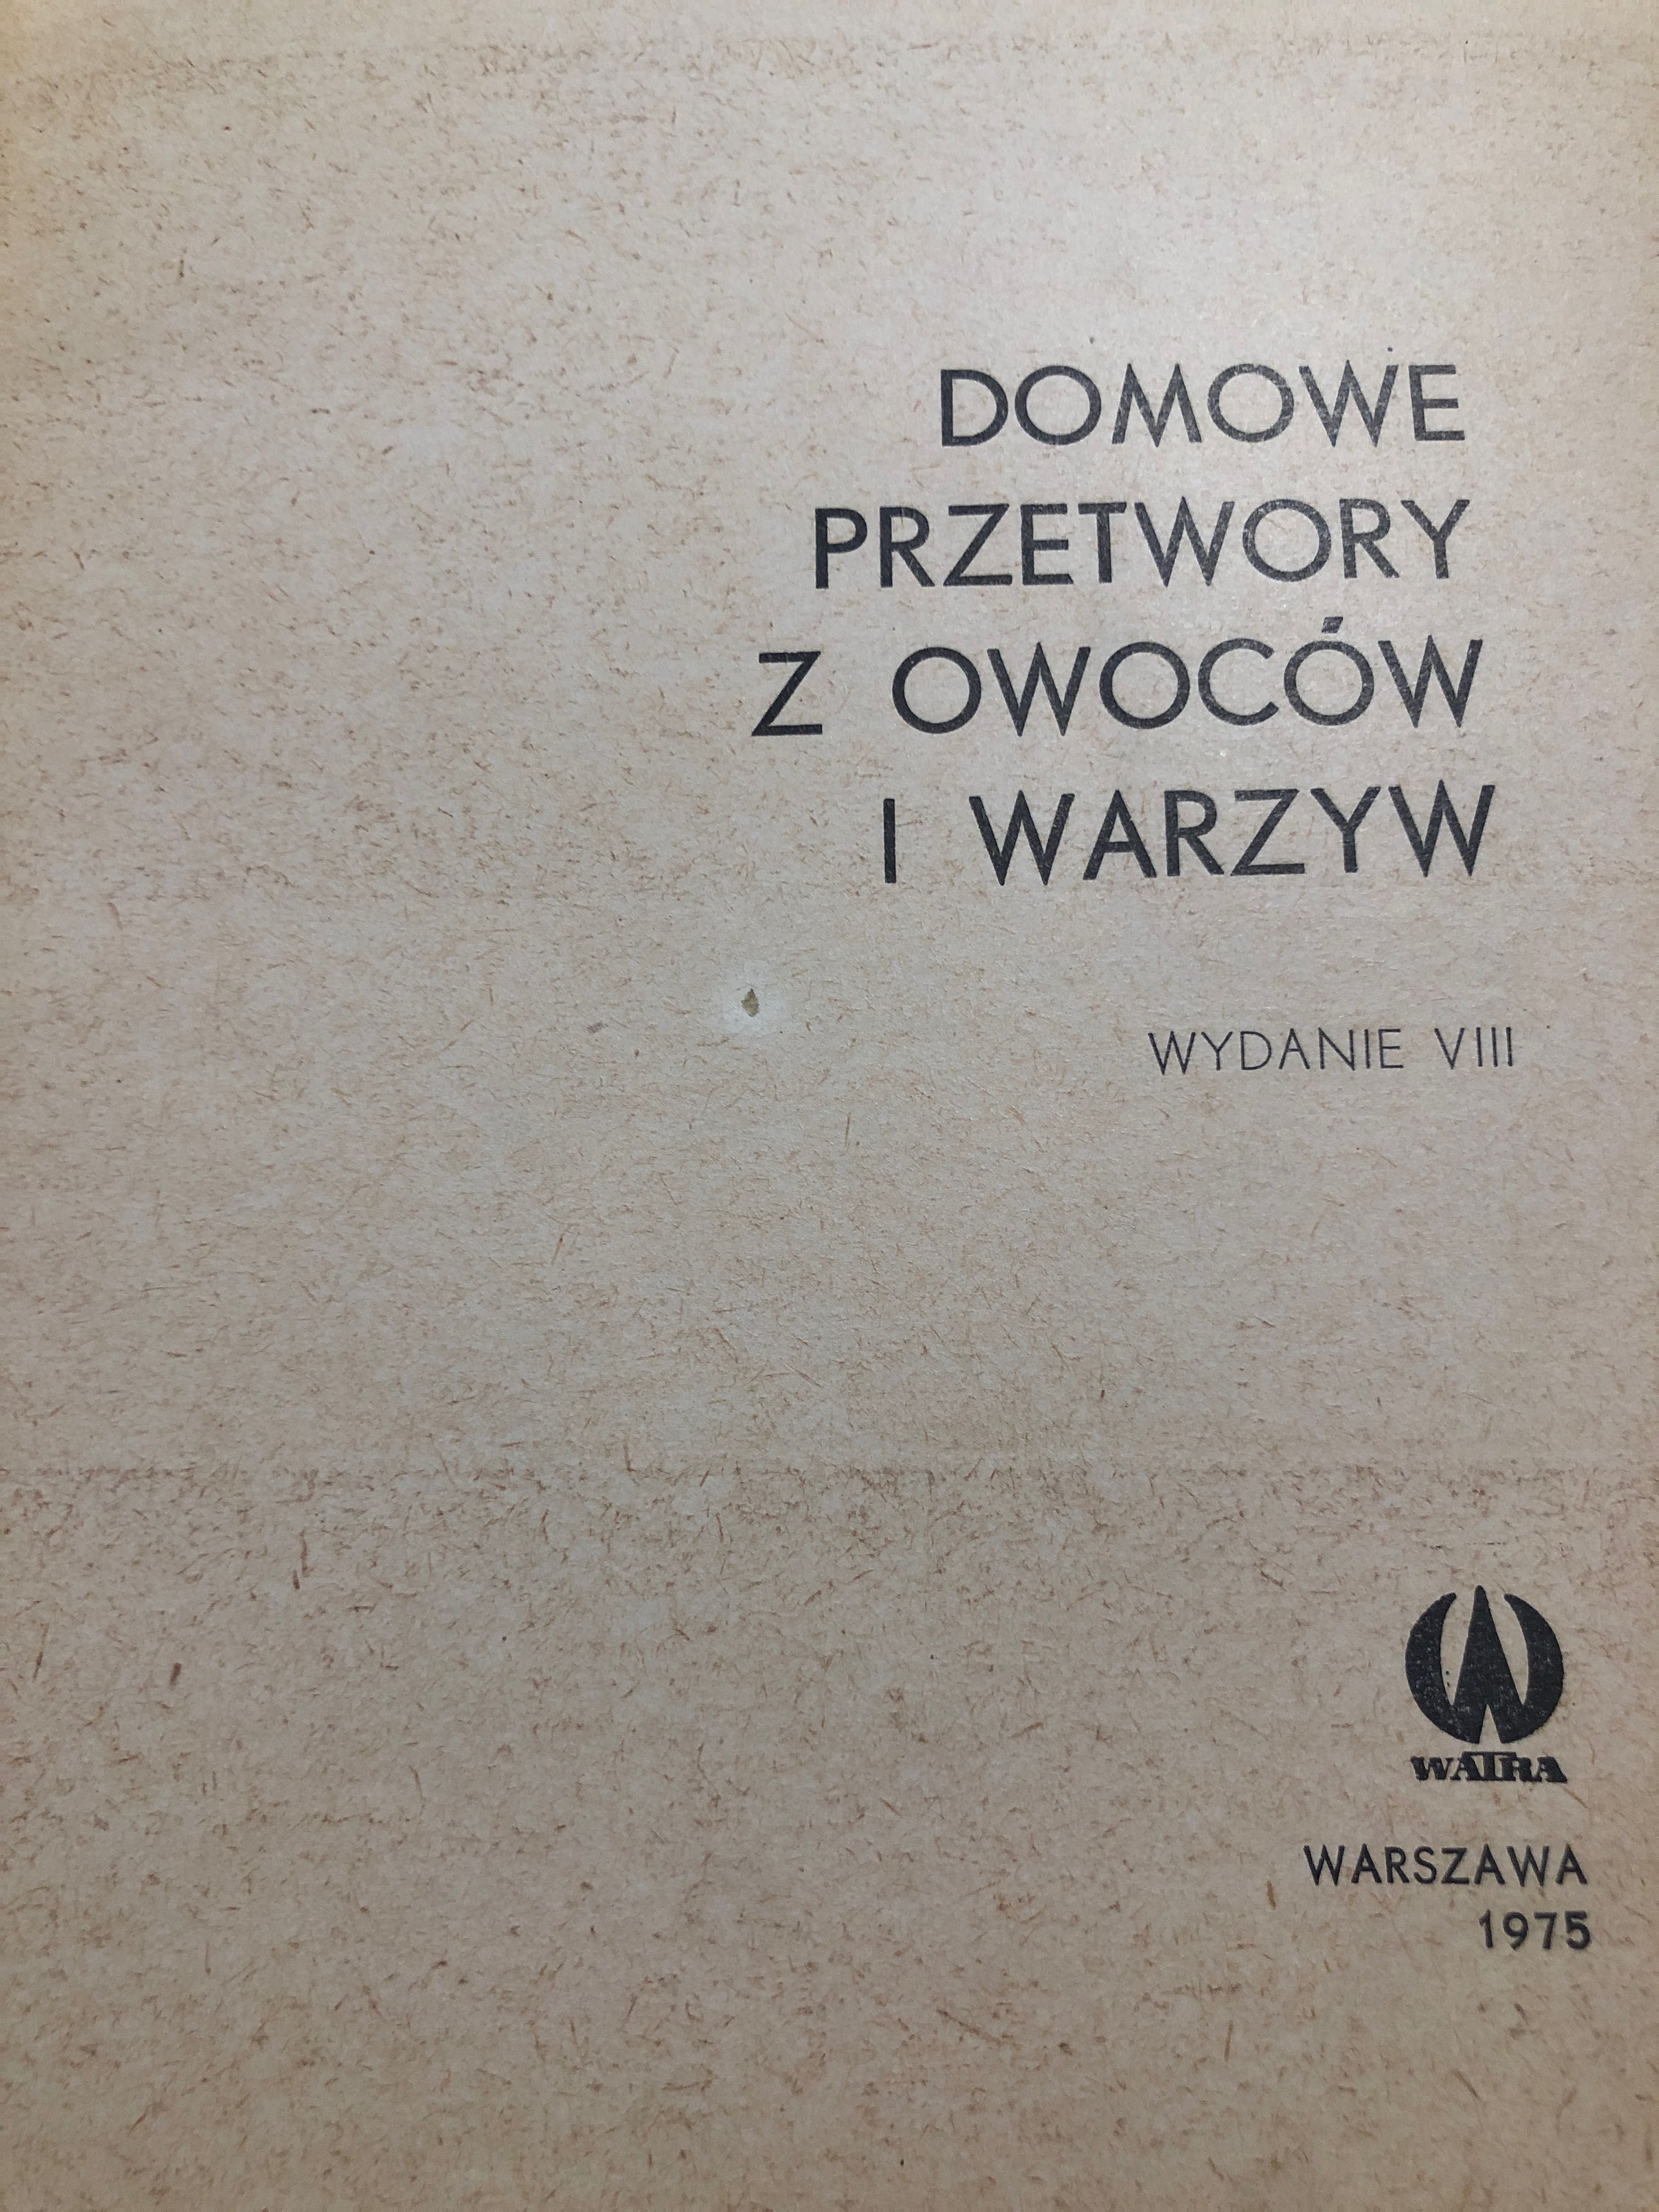 DOMOWE
PRZETWORY
Z OWOCÓW
I WARZYW
WYDANIE VIII
WATRA
WARSZAWA
1975